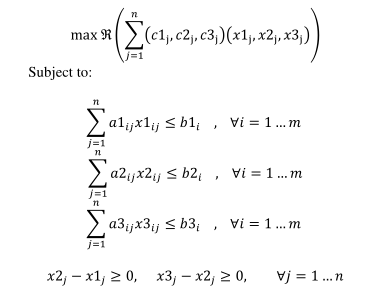 max ℜ(∑_{j=1}^{n}(c1_j, c2_j, c3_j)(x1_j, x2_j, x3_j))
Subject to:
∑_{j=1}^{n} a1_{ij}x1_{ij} ≤ b1_i , ∀i = 1 … m
∑_{j=1}^{n} a2_{ij}x2_{ij} ≤ b2_i , ∀i = 1 … m
∑_{j=1}^{n} a3_{ij}x3_{ij} ≤ b3_i , ∀i = 1 … m
x2_j − x1_j ≥ 0, x3_j − x2_j ≥ 0, ∀j = 1 … n